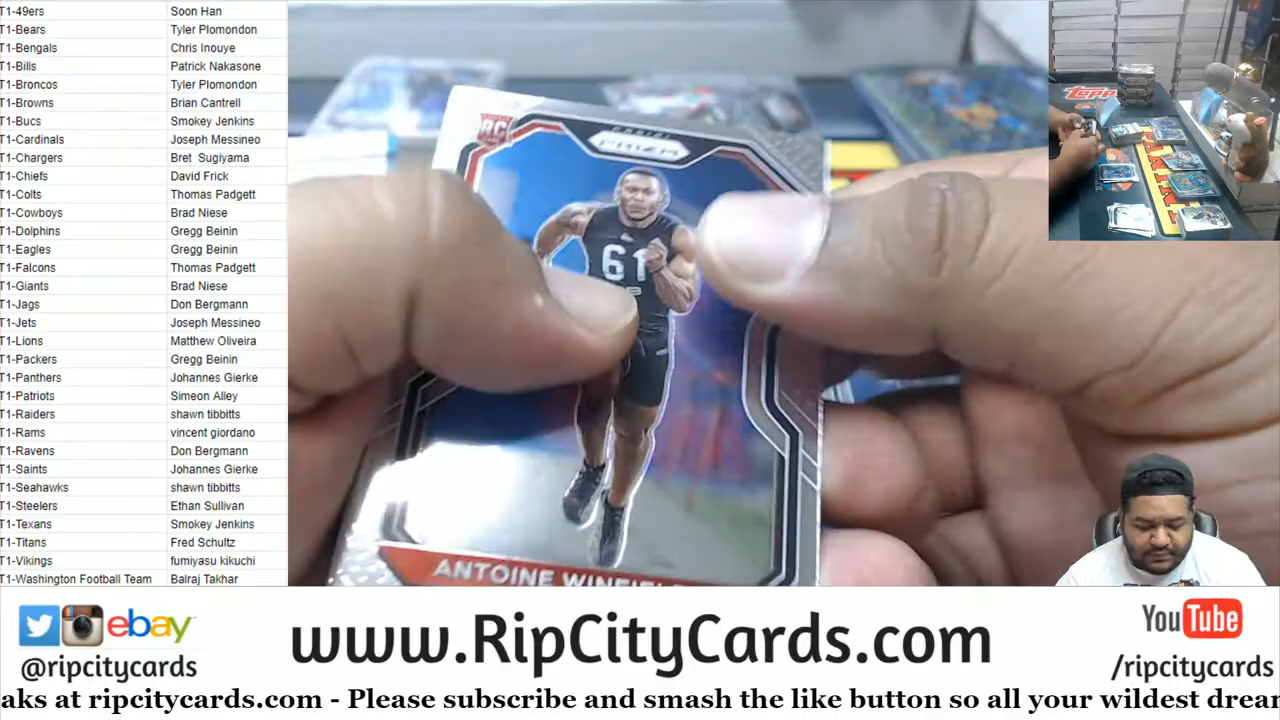 T1-49ers Soon Han
T1-Bears Tyler Plomondon
T1-Bengals Chris Inouye
T1-Bills Patrick Nakasone
T1-Broncos Tyler Plomondon
T1-Browns Brian Cantrell
T1-Bucs Smokey Jenkins
T1-Cardinals Joseph Messineo
T1-Chargers Bret Sugiyama
T1-Chiefs David Frick
T1-Colts Thomas Padgett
T1-Cowboys Brad Niese
T1-Dolphins Gregg Beinin
T1-Eagles Gregg Beinin
T1-Falcons Thomas Padgett
T1-Giants Brad Niese
T1-Jags Don Bergmann
T1-Jets Joseph Messineo
T1-Lions Matthew Oliveira
T1-Packers Gregg Beinin
T1-Panthers Johannes Gierke
T1-Patriots Simeon Alley
T1-Raiders shawn tibbitts
T1-Rams vincent giordano
T1-Ravens Don Bergmann
T1-Saints Johannes Gierke
T1-Seahawks shawn tibbitts
T1-Steelers Ethan Sullivan
T1-Texans Smokey Jenkins
T1-Titans Fred Schultz
T1-Vikings fumiyasu kikuchi
T1-Washington Football Team Balraj Takhar
RC
PANINI
PRIZM
61
ANTOINE WINFIEL
TOPPS
PANINI
ebay
@ripcitycards
www.RipCityCards.com
YouTube
/ripcitycards
aks at ripcitycards.com - Please subscribe and smash the like button so all your wildest drea